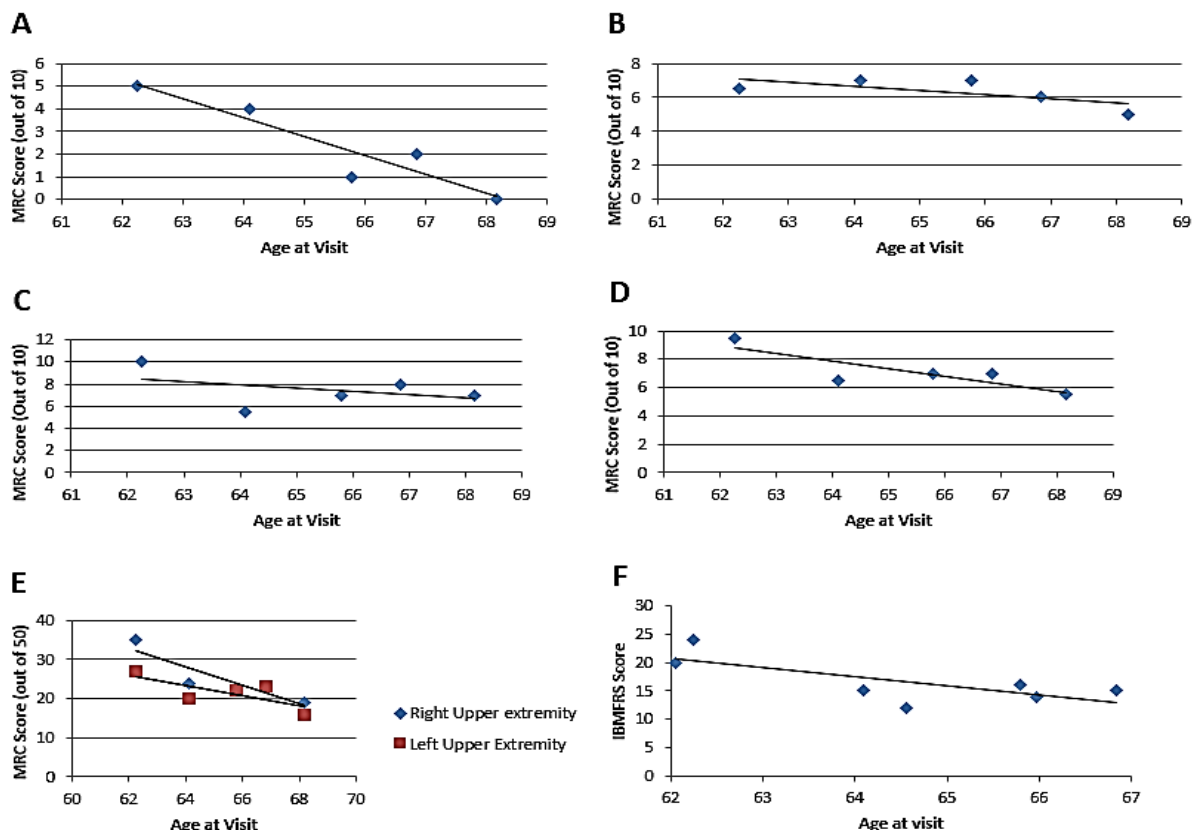 A
MRC Score (out of 10)
6
5
4
3
2
1
0
61 62 63 64 65 66 67 68 69
Age at Visit
B
MRC Score (Out of 10)
8
6
4
2
0
61 62 63 64 65 66 67 68 69
Age at Visit
C
MRC Score (Out of 10)
12
10
8
6
4
2
0
61 62 63 64 65 66 67 68 69
Age at Visit
D
MRC Score (Out of 10)
10
8
6
4
2
0
61 62 63 64 65 66 67 68 69
Age at Visit
E
MRC Score (out of 50)
40
30
20
10
0
60 62 64 66 68 70
Age at Visit
Right Upper extremity
Left Upper Extremity
F
IBMFRS Score
30
25
20
15
10
5
0
62 63 64 65 66 67
Age at visit